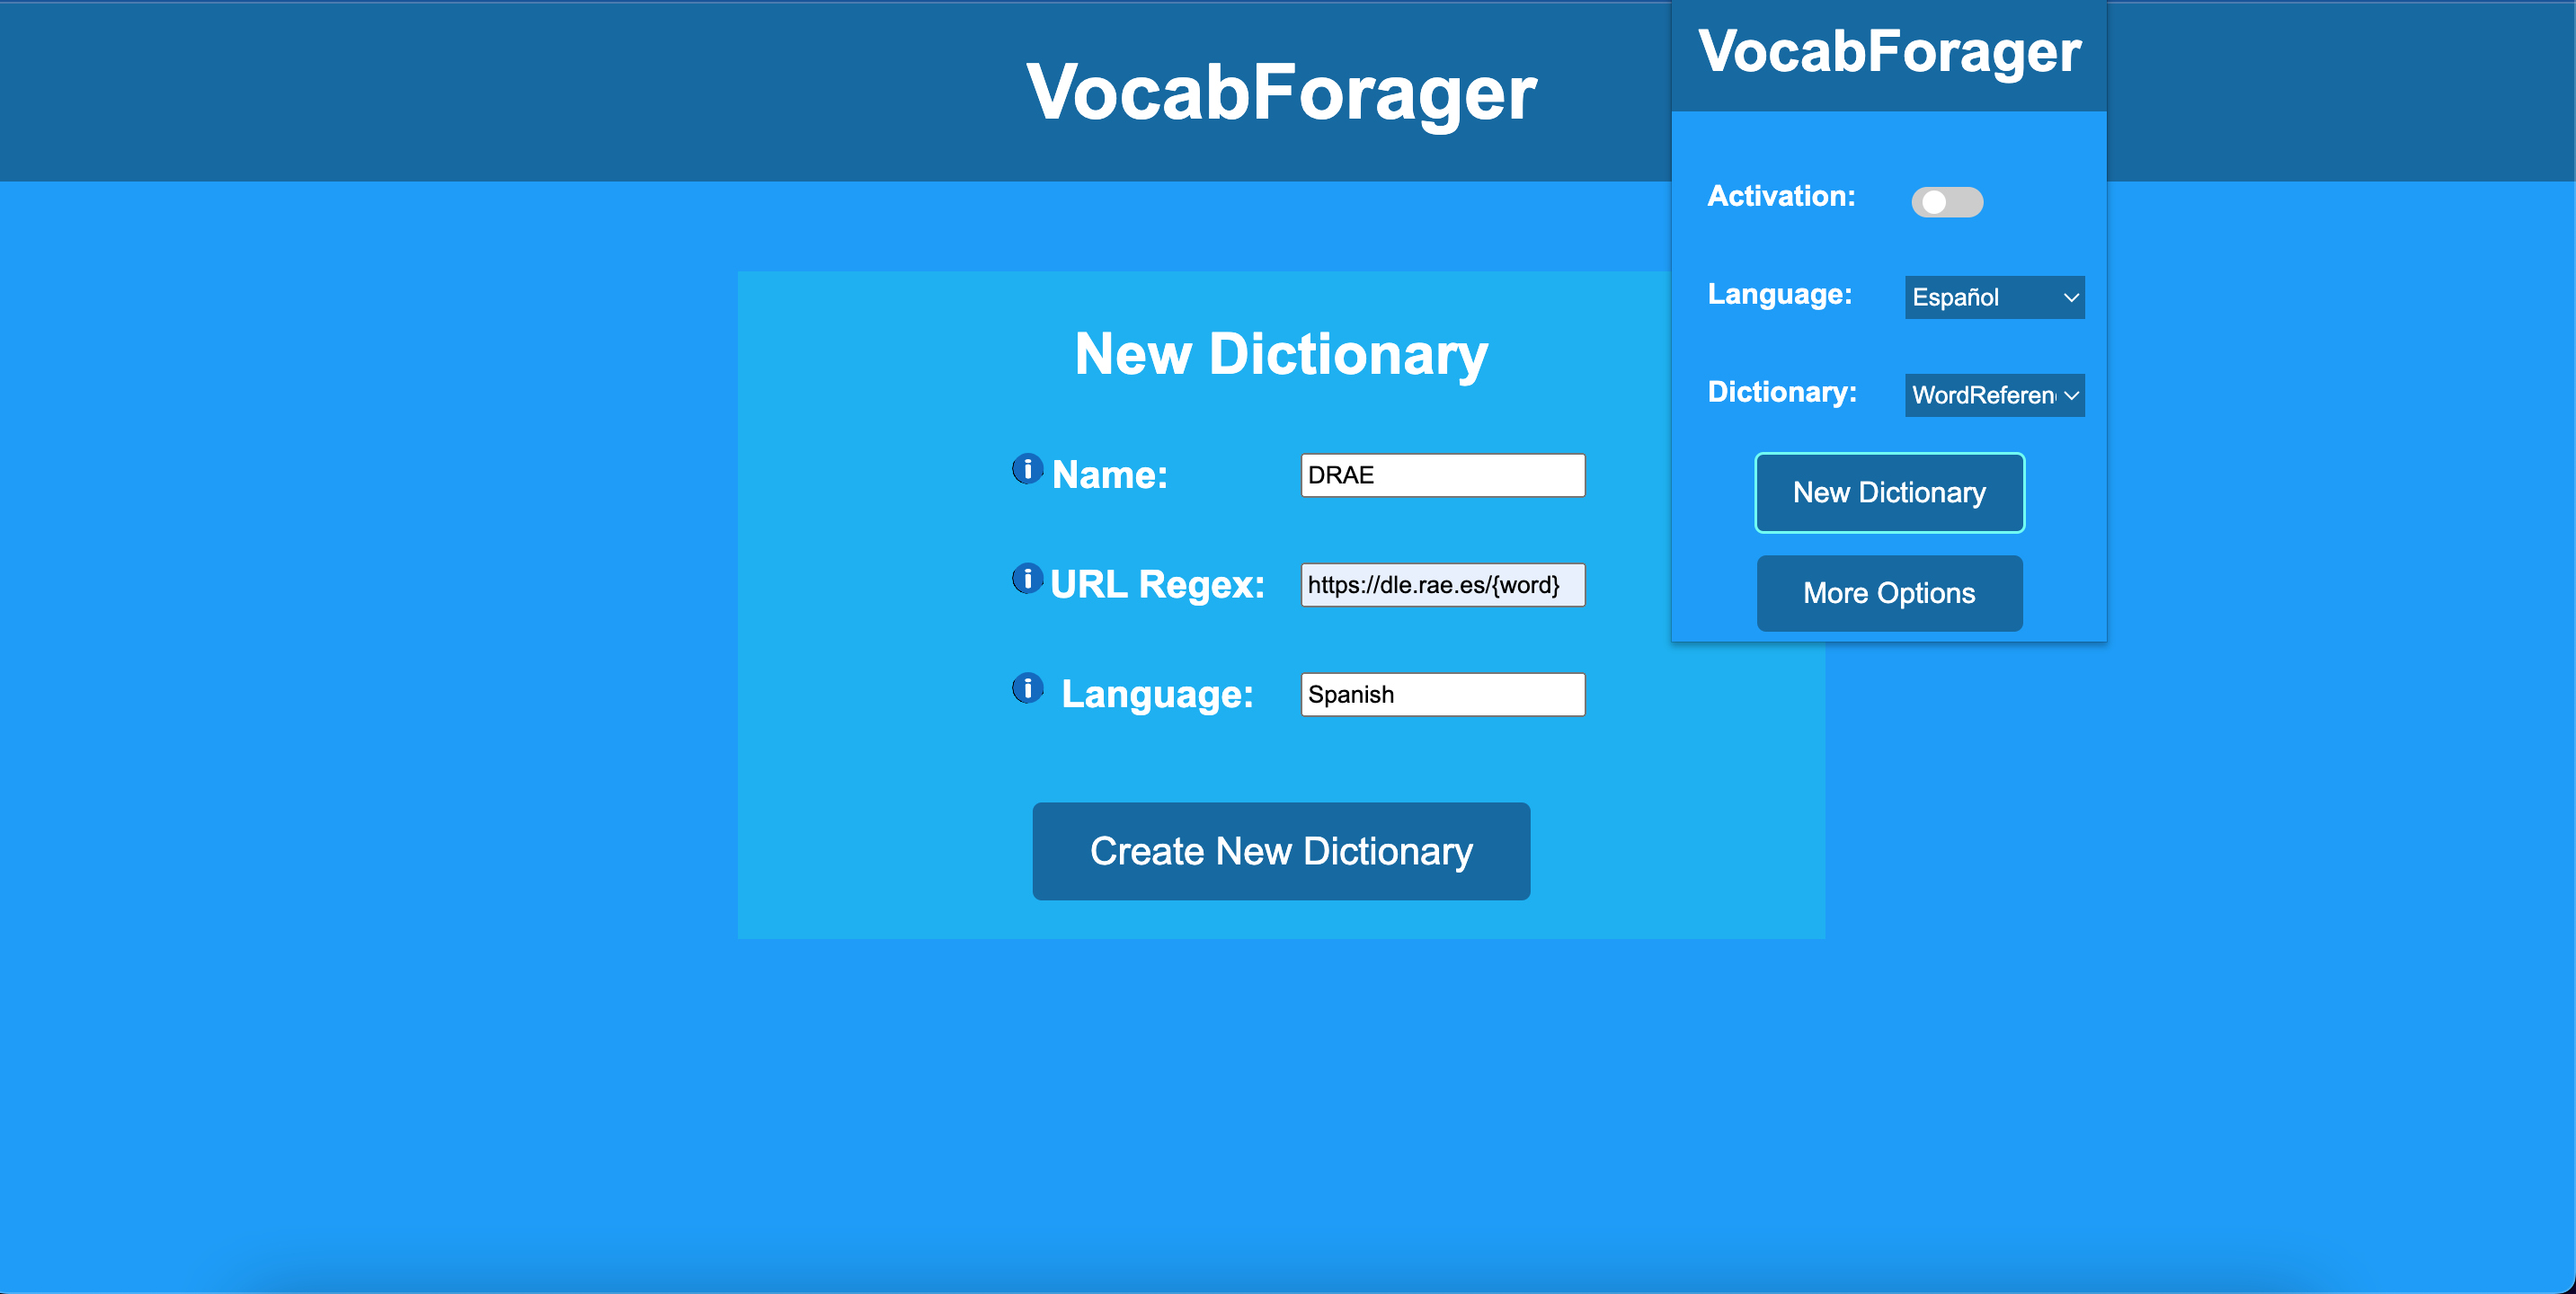 VocabForager
New Dictionary
Name: DRAE
URL Regex: https://dle.rae.es/{word}
Language: Spanish
Create New Dictionary
VocabForager
Activation:
Language: Español
Dictionary: WordReferen
New Dictionary
More Options